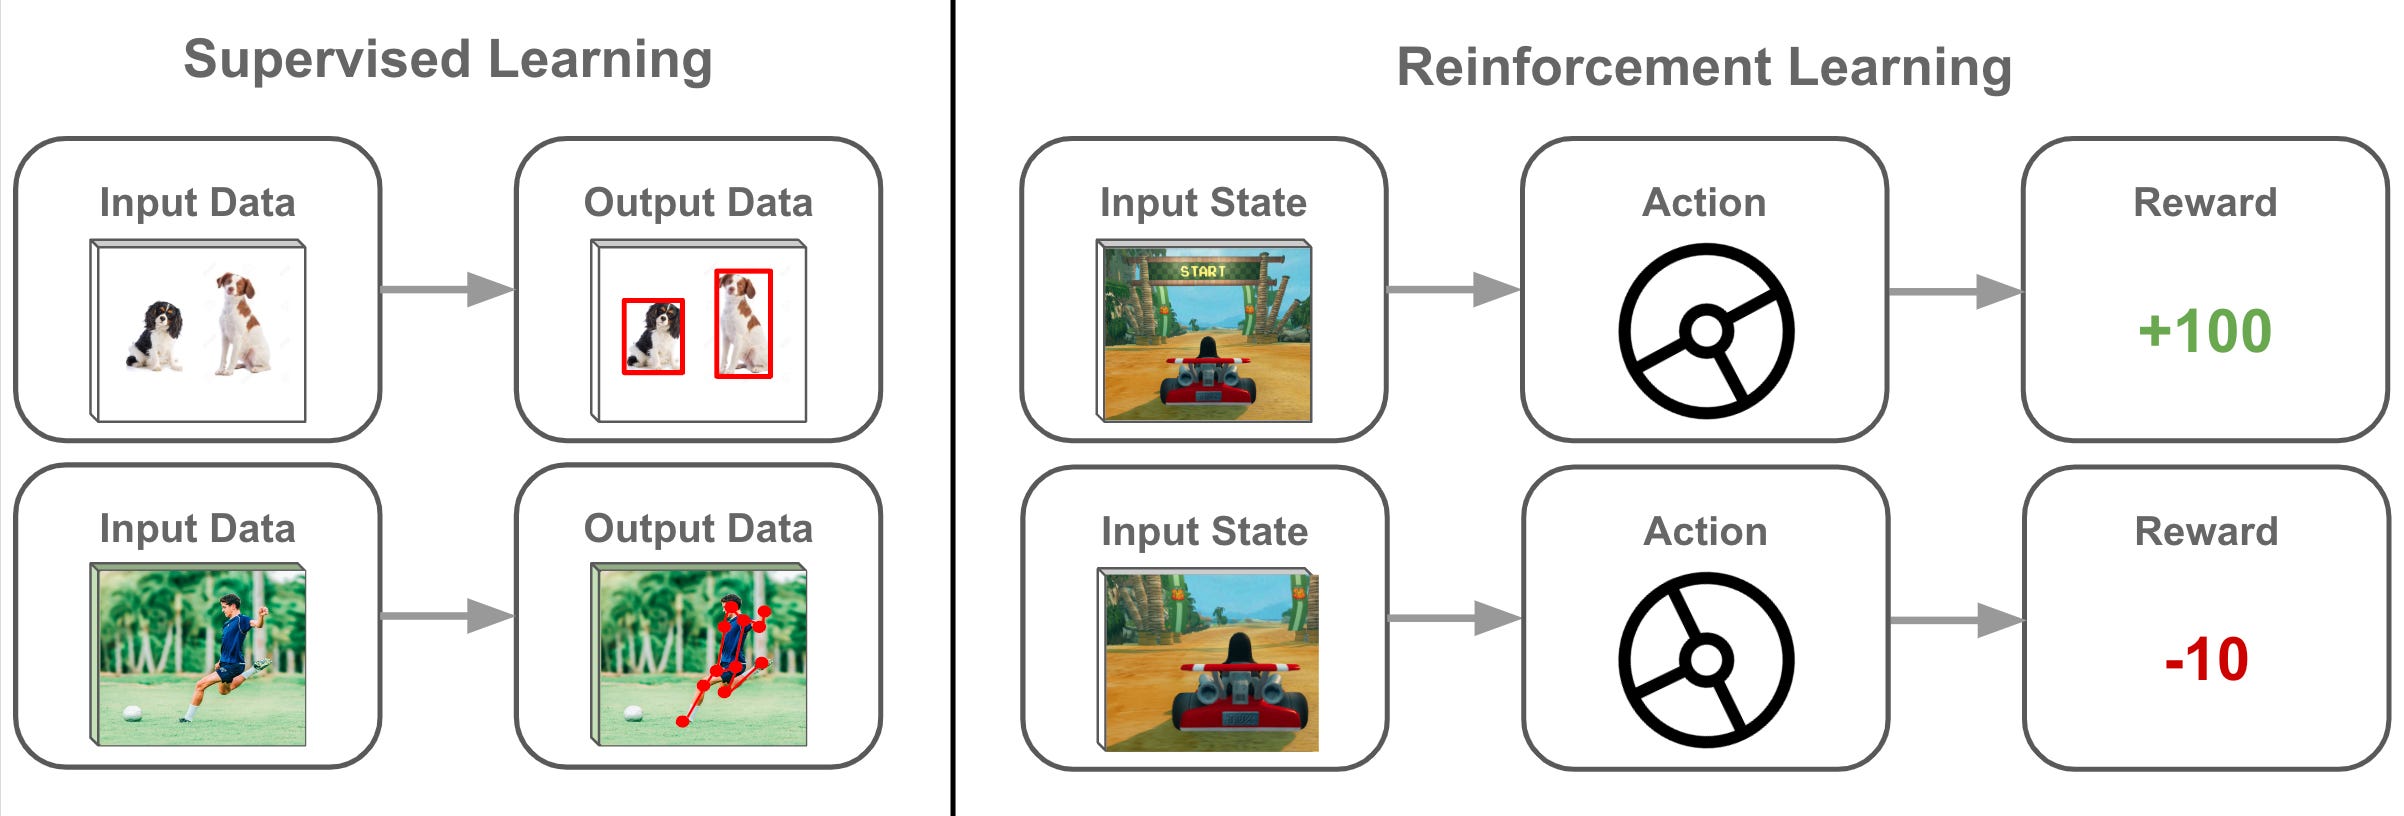 Supervised Learning
Input Data
Output Data
Input Data
Output Data
Reinforcement Learning
Input State
START
Action
Reward
+100
Input State
Action
Reward
-10